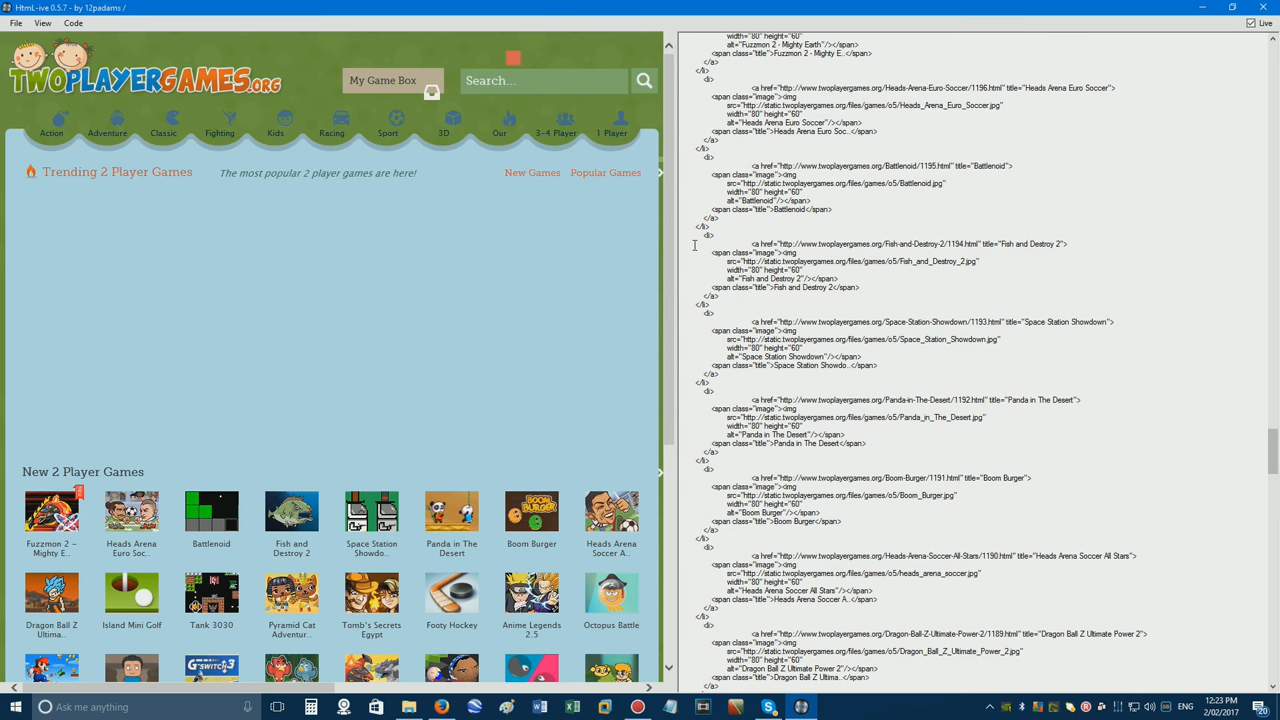 HtmL-ive 0.5.7 - by 12padams /
File View Code
Live
TWOPLAYERGAMES.ORG
My Game Box
Search...
Action Adventure Classic Fighting Kids Racing Sport 3D Our 3-4 Player 1 Player
Trending 2 Player Games
The most popular 2 player games are here!
New Games Popular Games
New 2 Player Games
BOOM BURGER
Fuzzmon 2 - Mighty E..
Heads Arena Euro Soc..
Battlenoid
Fish and Destroy 2
Space Station Showdo..
Panda in The Desert
Boom Burger
Heads Arena Soccer A..
Dragon Ball Z Ultima..
Island Mini Golf
Tank 3030
Pyramid Cat Adventur..
Tomb's Secrets Egypt
Footy Hockey
Anime Legends 2.5
Octopus Battle
G SWITCH 3
width="80" height="60"
alt="Fuzzmon 2 - Mighty Earth"/></span>
<span class="title">Fuzzmon 2 - Mighty E..</span>
</a>
</li>
<li>
<a href="http://www.twoplayergames.org/Heads-Arena-Euro-Soccer/1196.html" title="Heads Arena Euro Soccer">
<span class="image"><img
src="http://static.twoplayergames.org/files/games/o5/Heads_Arena_Euro_Soccer.jpg"
width="80" height="60"
alt="Heads Arena Euro Soccer"/></span>
<span class="title">Heads Arena Euro Soc..</span>
</a>
</li>
<li>
<a href="http://www.twoplayergames.org/Battlenoid/1195.html" title="Battlenoid">
<span class="image"><img
src="http://static.twoplayergames.org/files/games/o5/Battlenoid.jpg"
width="80" height="60"
alt="Battlenoid"/></span>
<span class="title">Battlenoid</span>
</a>
</li>
<li>
<a href="http://www.twoplayergames.org/Fish-and-Destroy-2/1194.html" title="Fish and Destroy 2">
<span class="image"><img
src="http://static.twoplayergames.org/files/games/o5/Fish_and_Destroy_2.jpg"
width="80" height="60"
alt="Fish and Destroy 2"/></span>
<span class="title">Fish and Destroy 2</span>
</a>
</li>
<li>
<a href="http://www.twoplayergames.org/Space-Station-Showdown/1193.html" title="Space Station Showdown">
<span class="image"><img
src="http://static.twoplayergames.org/files/games/o5/Space_Station_Showdown.jpg"
width="80" height="60"
alt="Space Station Showdown"/></span>
<span class="title">Space Station Showdo..</span>
</a>
</li>
<li>
<a href="http://www.twoplayergames.org/Panda-in-The-Desert/1192.html" title="Panda in The Desert">
<span class="image"><img
src="http://static.twoplayergames.org/files/games/o5/Panda_in_The_Desert.jpg"
width="80" height="60"
alt="Panda in The Desert"/></span>
<span class="title">Panda in The Desert</span>
</a>
</li>
<li>
<a href="http://www.twoplayergames.org/Boom-Burger/1191.html" title="Boom Burger">
<span class="image"><img
src="http://static.twoplayergames.org/files/games/o5/Boom_Burger.jpg"
width="80" height="60"
alt="Boom Burger"/></span>
<span class="title">Boom Burger</span>
</a>
</li>
<li>
<a href="http://www.twoplayergames.org/Heads-Arena-Soccer-All-Stars/1190.html" title="Heads Arena Soccer All Stars">
<span class="image"><img
src="http://static.twoplayergames.org/files/games/o5/heads_arena_soccer.jpg"
width="80" height="60"
alt="Heads Arena Soccer All Stars"/></span>
<span class="title">Heads Arena Soccer A..</span>
</a>
</li>
<li>
<a href="http://www.twoplayergames.org/Dragon-Ball-Z-Ultimate-Power-2/1189.html" title="Dragon Ball Z Ultimate Power 2">
<span class="image"><img
src="http://static.twoplayergames.org/files/games/o5/Dragon_Ball_Z_Ultimate_Power_2.jpg"
width="80" height="60"
alt="Dragon Ball Z Ultimate Power 2"/></span>
<span class="title">Dragon Ball Z Ultima..</span>
</a>
Ask me anything
ENG
12:23 PM
2/02/2017
20